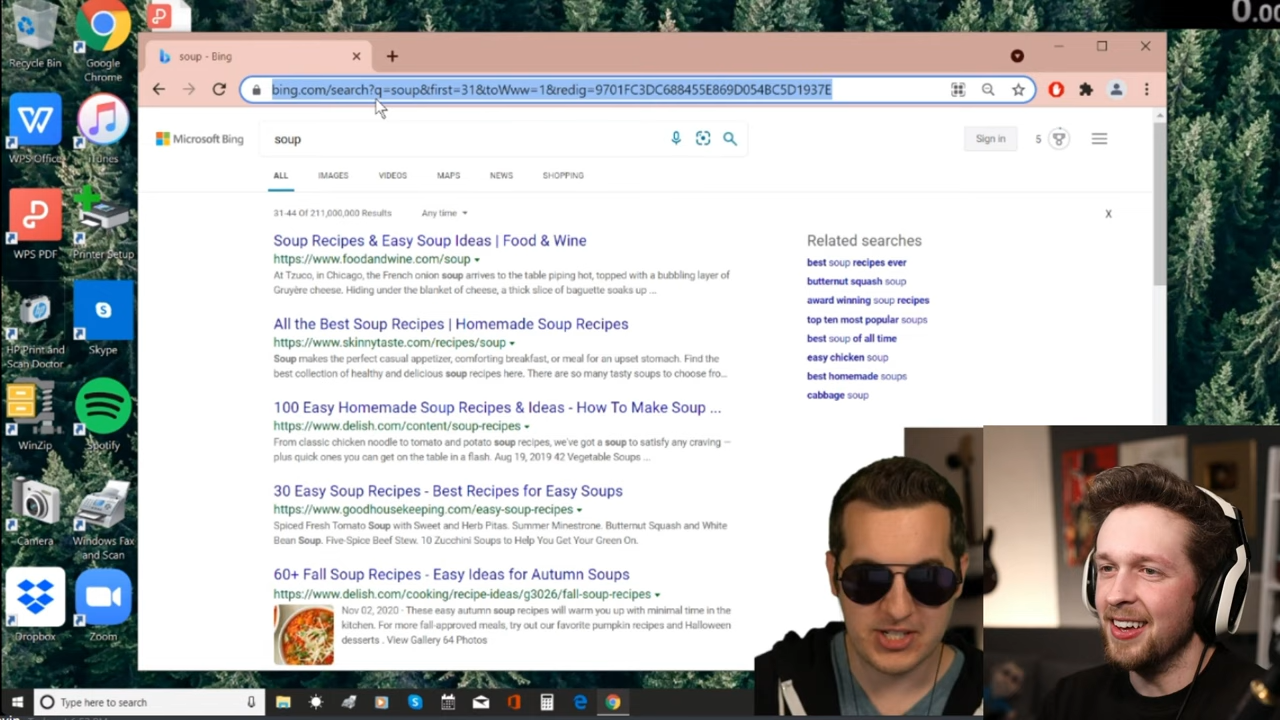 0.00
Recycle Bin
Google
Chrome
WPS Office
iTunes
WPS PDF
Printer Setup
HP Print and
Scan Doctor
Skype
WinZip
Spotify
Camera
Windows Fax
and Scan
Dropbox
Zoom
soup - Bing
bing.com/search?q=soup&first=31&toWww=1&redig=9701FC3DC688455E869D054BC5D1937E
Microsoft Bing
soup
Sign in
5
ALL
IMAGES
VIDEOS
MAPS
NEWS
SHOPPING
31-44 Of 211,000,000 Results
Any time
X
Soup Recipes & Easy Soup Ideas | Food & Wine
https://www.foodandwine.com/soup
At Tzuco, in Chicago, the French onion soup arrives to the table piping hot, topped with a bubbling layer of
Gruyère cheese. Hiding under the blanket of cheese, a thick slice of baguette soaks up ...
All the Best Soup Recipes | Homemade Soup Recipes
https://www.skinnytaste.com/recipes/soup
Soup makes the perfect casual appetizer, comforting breakfast, or meal for an upset stomach. Find the
best collection of healthy and delicious soup recipes here. There are so many tasty soups to choose fro...
100 Easy Homemade Soup Recipes & Ideas - How To Make Soup ...
https://www.delish.com/content/soup-recipes
From classic chicken noodle to tomato and potato soup recipes, we've got a soup to satisfy any craving —
plus quick ones you can get on the table in a flash. Aug 19, 2019 42 Vegetable Soups ...
30 Easy Soup Recipes - Best Recipes for Easy Soups
https://www.goodhousekeeping.com/easy-soup-recipes
Spiced Fresh Tomato Soup with Sweet and Herb Pitas. Summer Minestrone. Butternut Squash and White
Bean Soup. Five-Spice Beef Stew. 10 Zucchini Soups to Help You Get Your Green On.
60+ Fall Soup Recipes - Easy Ideas for Autumn Soups
https://www.delish.com/cooking/recipe-ideas/g3026/fall-soup-recipes
Nov 02, 2020 · These easy autumn soup recipes will warm you up with minimal time in the
kitchen. For more fall-approved meals, try out our favorite pumpkin recipes and Halloween
desserts . View Gallery 64 Photos
Related searches
best soup recipes ever
butternut squash soup
award winning soup recipes
top ten most popular soups
best soup of all time
easy chicken soup
best homemade soups
cabbage soup
Type here to search